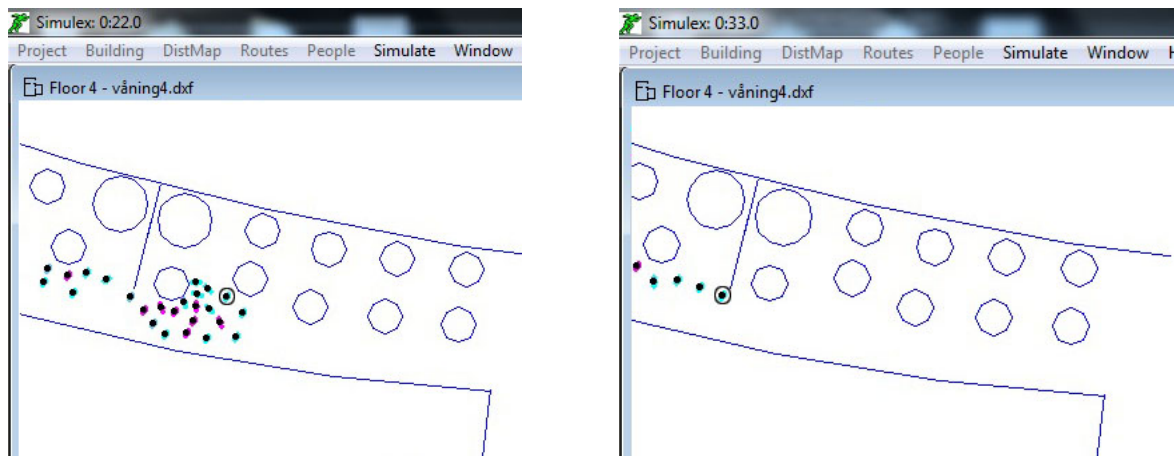 Simulex: 0:22.0
Project Building DistMap Routes People Simulate Window
Floor 4 - våning4.dxf
Simulex: 0:33.0
Project Building DistMap Routes People Simulate Window H
Floor 4 - våning4.dxf